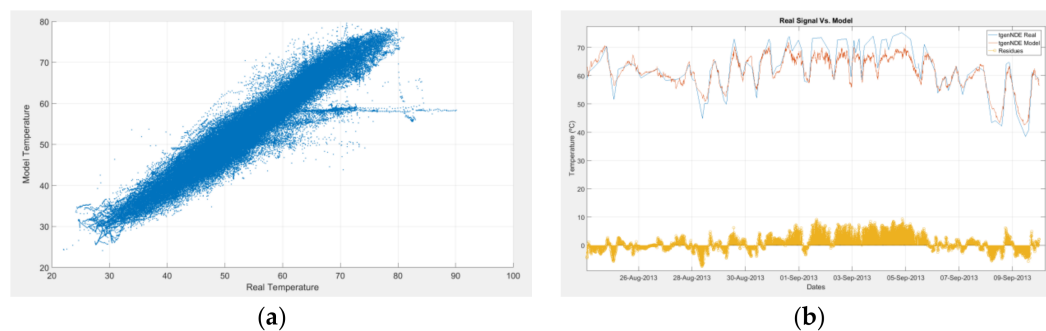 80
70
60
50
40
30
20
Model Temperature
20 30 40 50 60 70 80 90 100
Real Temperature
(a)
Real Signal Vs. Model
tgenNDE Real
tgenNDE Model
Residues
70
60
50
40
30
20
10
0
Temperature (ºC)
26-Aug-2013 28-Aug-2013 30-Aug-2013 01-Sep-2013 03-Sep-2013 05-Sep-2013 07-Sep-2013 09-Sep-2013
Dates
(b)